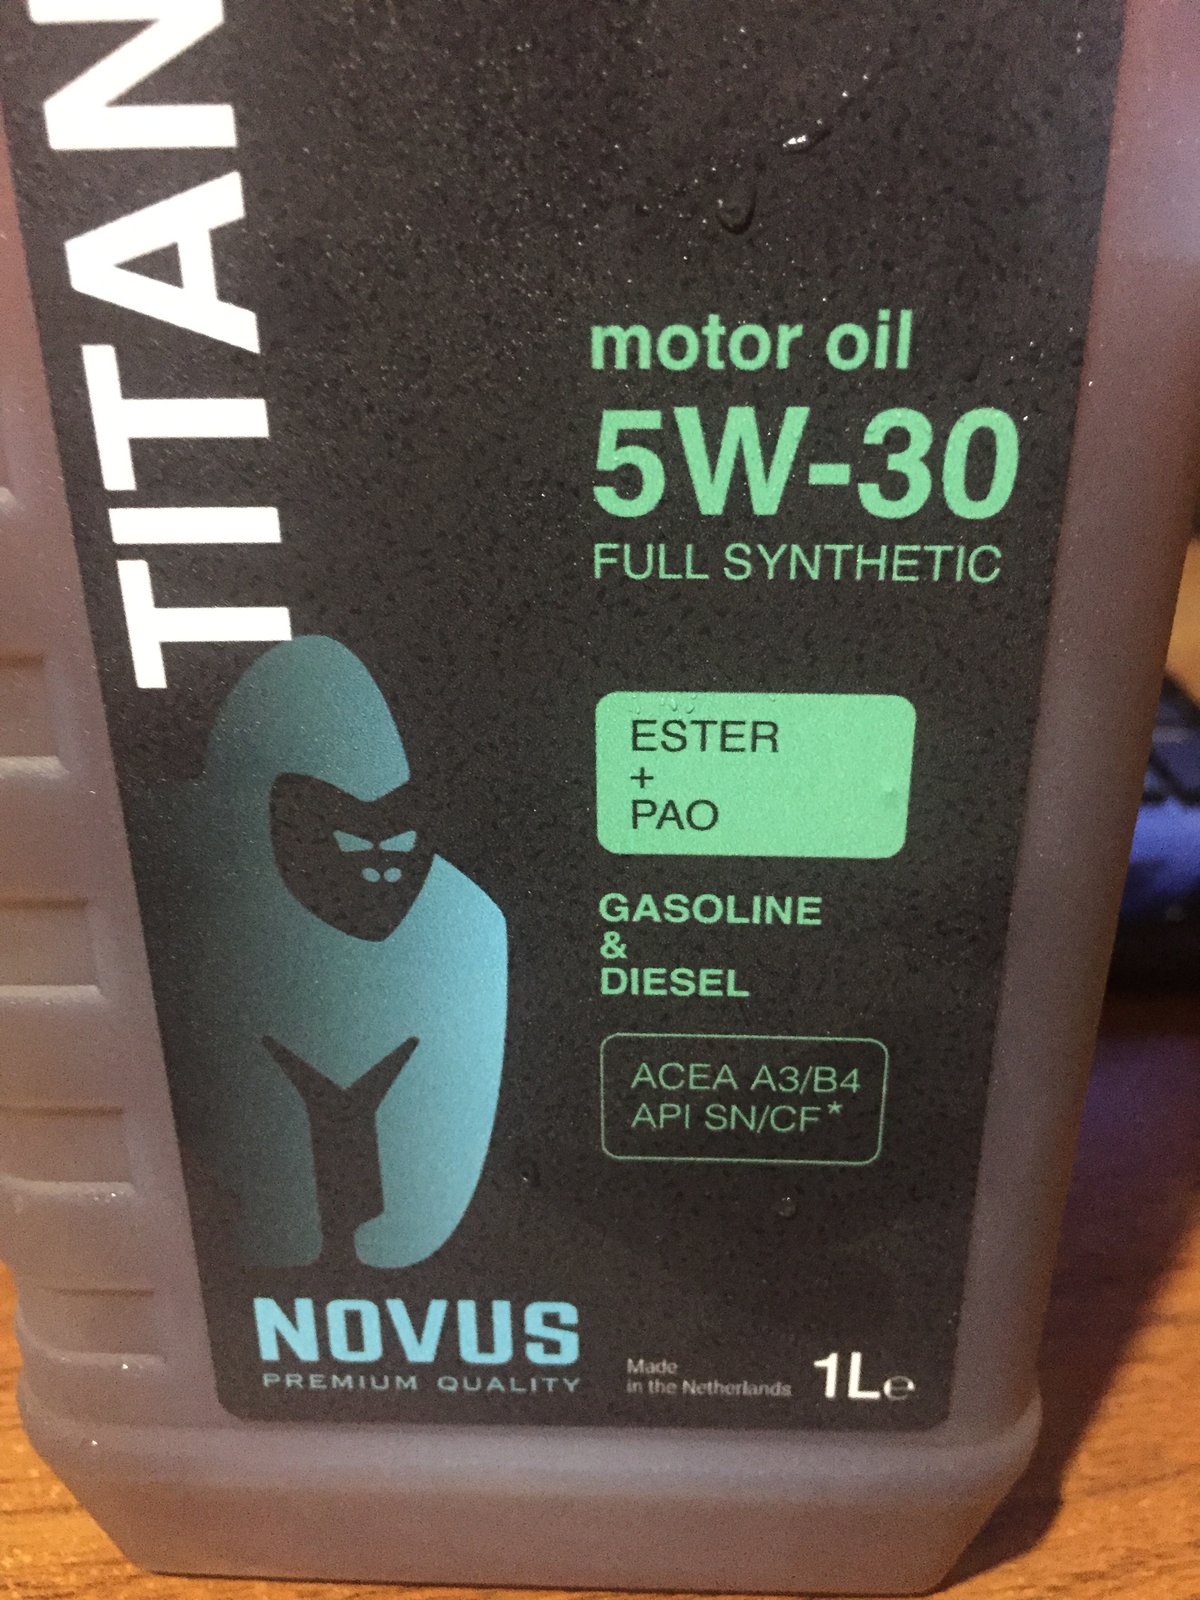 TITAN
motor oil
5W-30
FULL SYNTHETIC
ESTER
+
PAO
GASOLINE
&
DIESEL
ACEA A3/B4
API SN/CF*
NOVUS
PREMIUM QUALITY
Made
in the Netherlands
1L℮